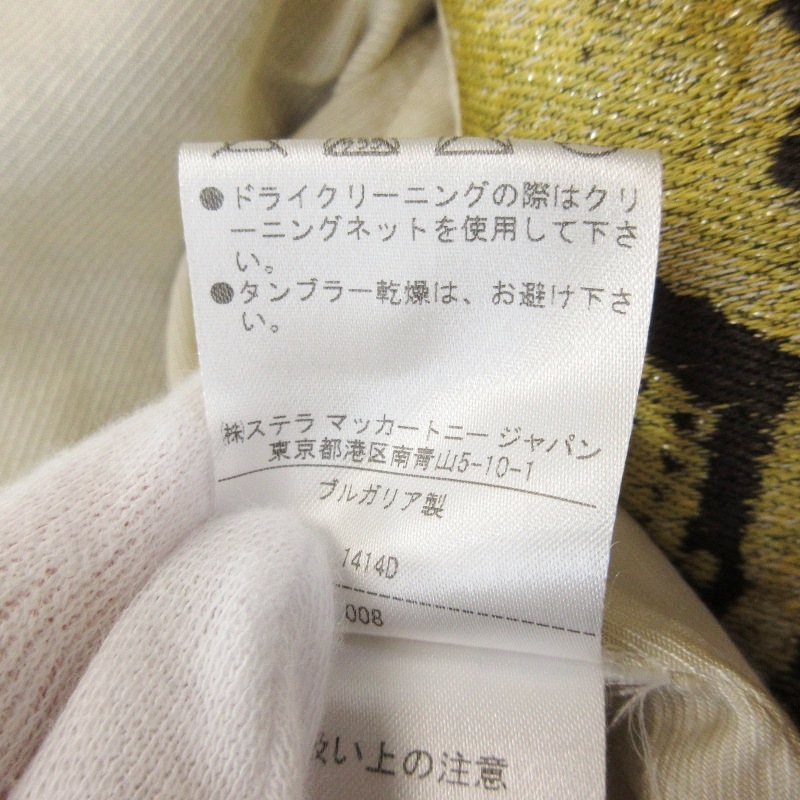 ●ドライクリーニングの際はクリ
ーニングネットを使用して下さ
い。
●タンブラー乾燥は、お避け下さ
い。
㈱ステラ マッカートニー ジャパン
東京都港区南青山5-10-1
ブルガリア製
1414D
008
扱い上の注意